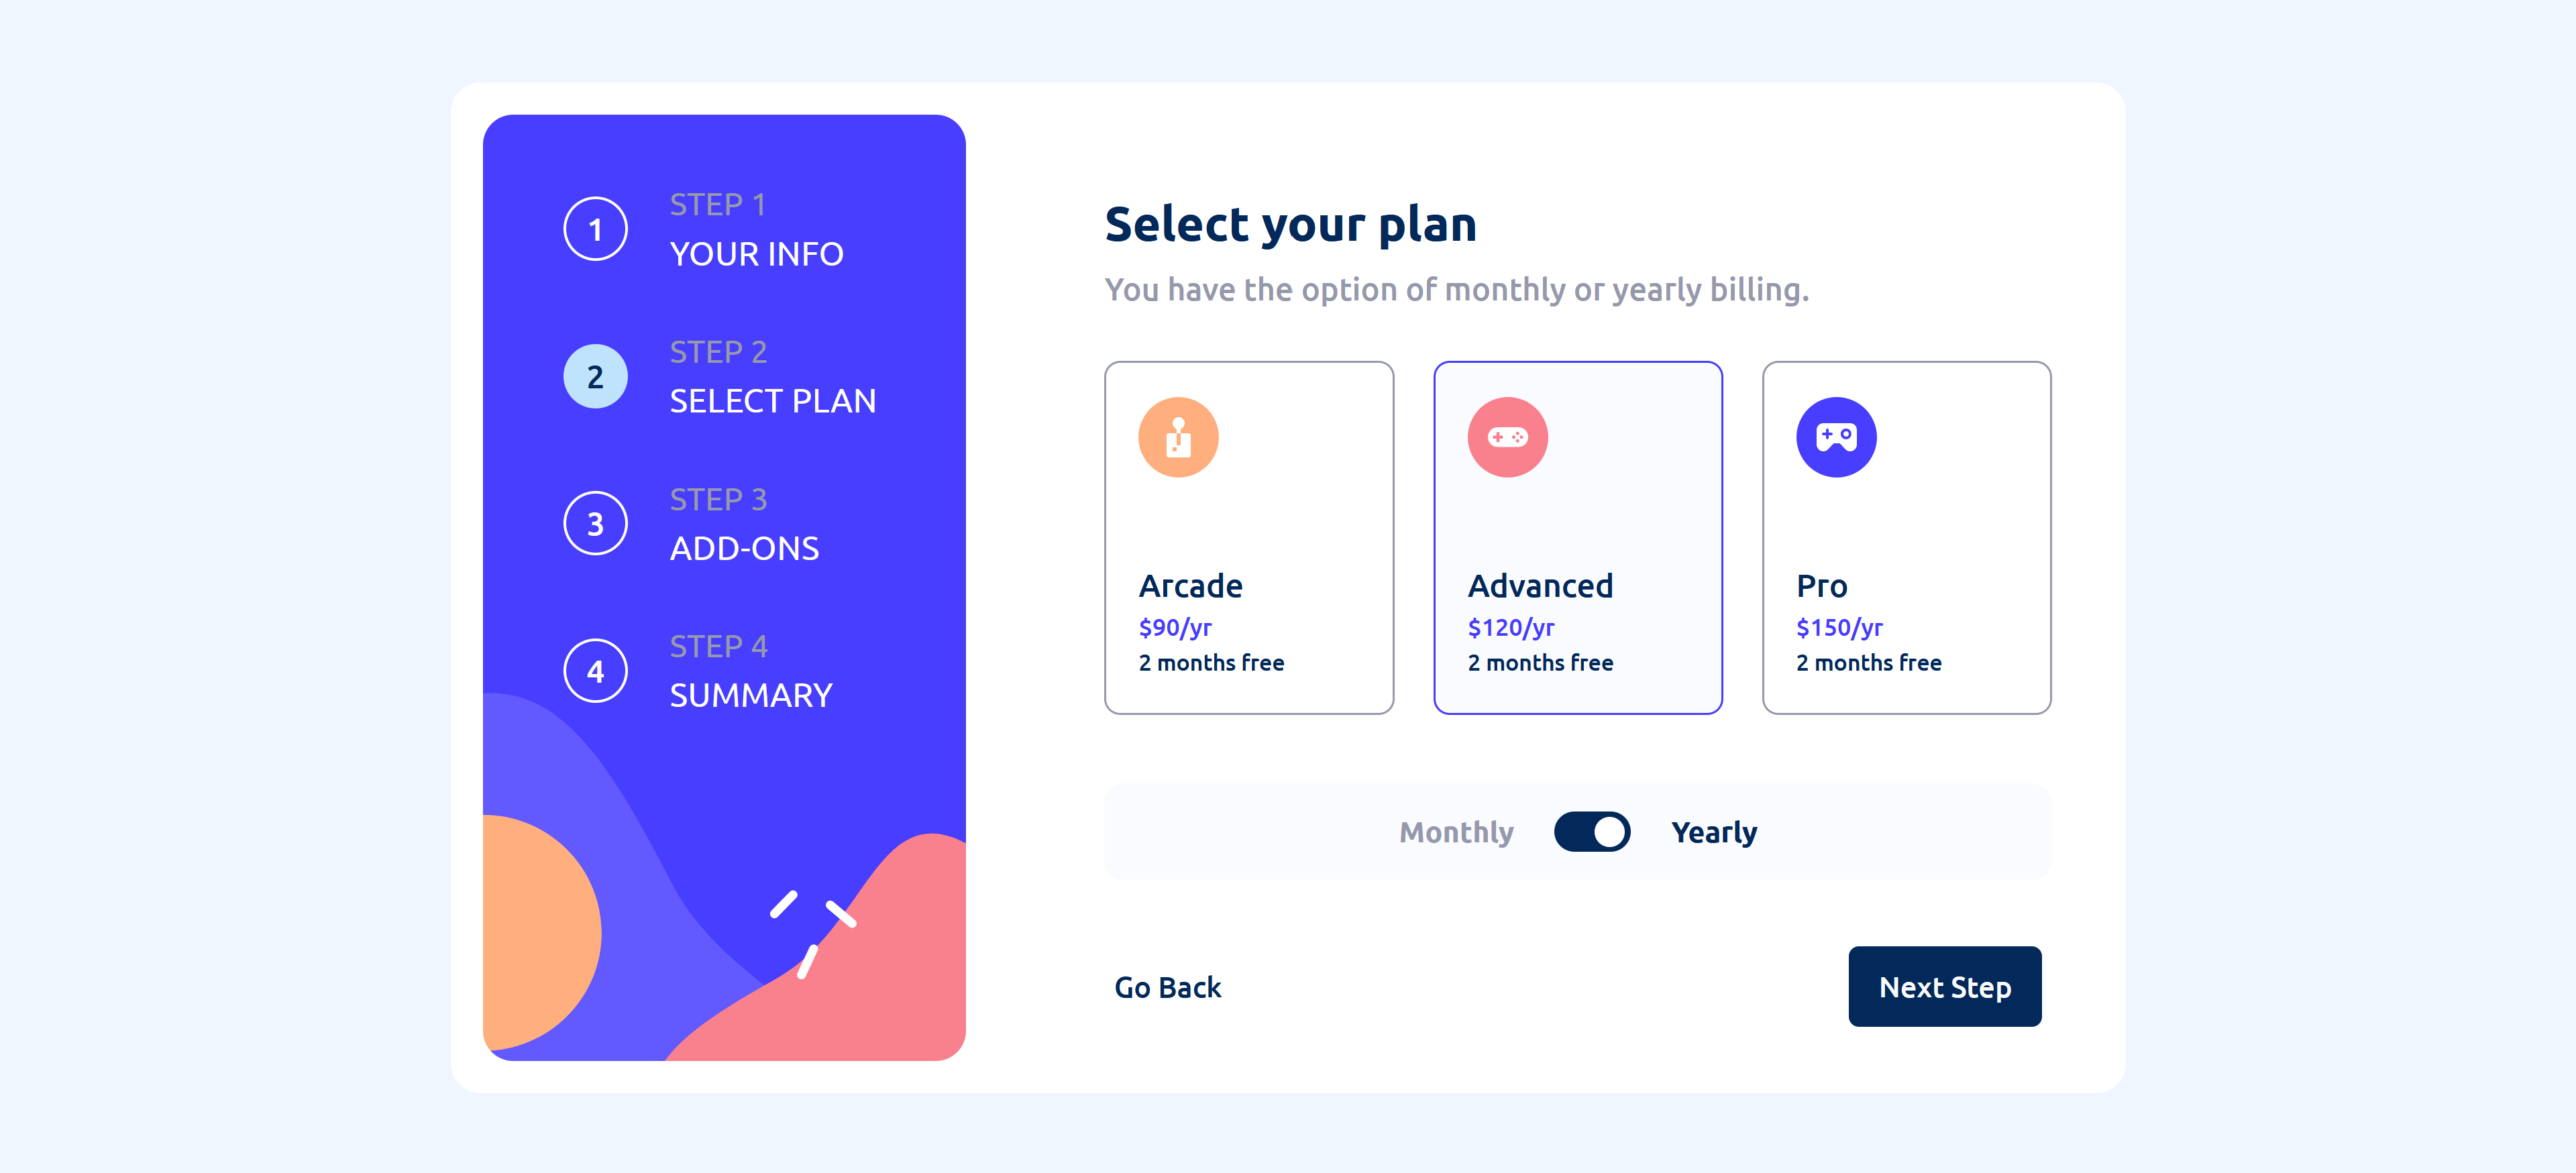 1
STEP 1
YOUR INFO
2
STEP 2
SELECT PLAN
3
STEP 3
ADD-ONS
4
STEP 4
SUMMARY
Select your plan
You have the option of monthly or yearly billing.
Arcade
$90/yr
2 months free
Advanced
$120/yr
2 months free
Pro
$150/yr
2 months free
Monthly
Yearly
Go Back
Next Step